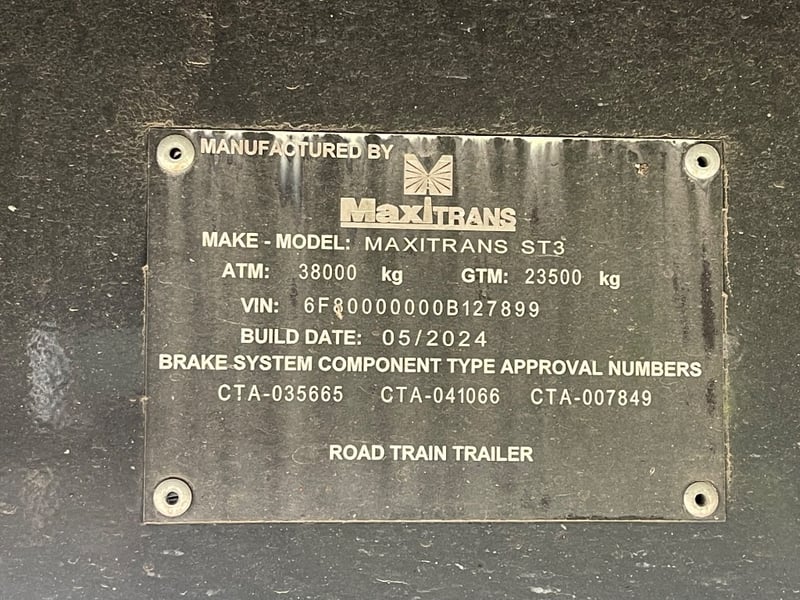 MANUFACTURED BY
MaxiTRANS
MAKE - MODEL: MAXITRANS ST3
ATM: 38000 kg GTM: 23500 kg
VIN: 6F80000000B127899
BUILD DATE: 05/2024
BRAKE SYSTEM COMPONENT TYPE APPROVAL NUMBERS
CTA-035665 CTA-041066 CTA-007849
ROAD TRAIN TRAILER